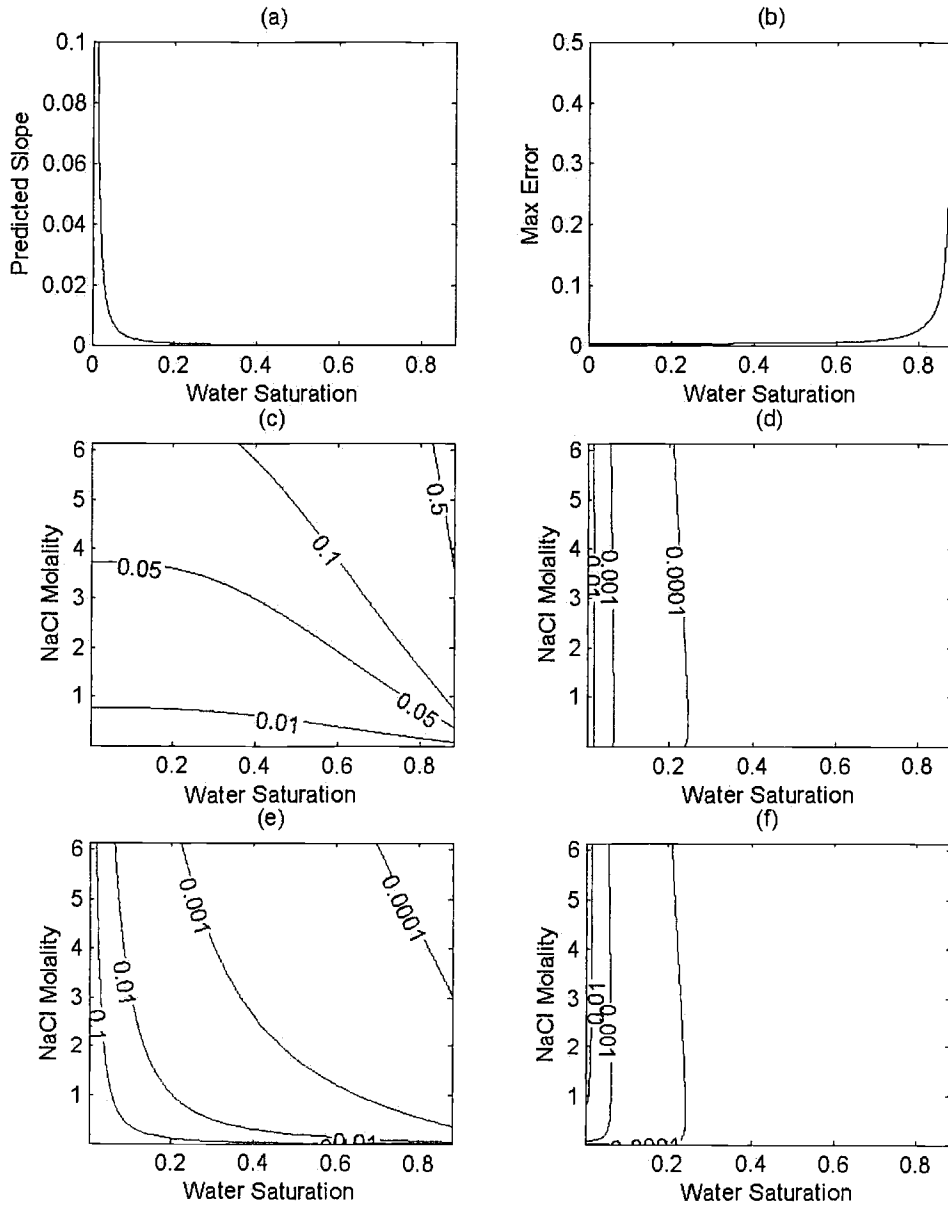 (a)
0.1
0.08
0.06
0.04
0.02
0
Predicted Slope
0 0.2 0.4 0.6 0.8
Water Saturation
(b)
0.5
0.4
0.3
0.2
0.1
0
Max Error
0 0.2 0.4 0.6 0.8
Water Saturation
(c)
6
5
4
3
2
1
NaCl Molality
0.5
0.1
0.05
0.05
0.01
0.2 0.4 0.6 0.8
Water Saturation
(d)
6
5
4
3
2
1
NaCl Molality
0.01
0.001
0.0001
0.2 0.4 0.6 0.8
Water Saturation
(e)
6
5
4
3
2
1
NaCl Molality
0.1
0.01
0.001
0.0001
0.01
0.2 0.4 0.6 0.8
Water Saturation
(f)
6
5
4
3
2
1
NaCl Molality
0.01
0.001
0.0001
0.2 0.4 0.6 0.8
Water Saturation